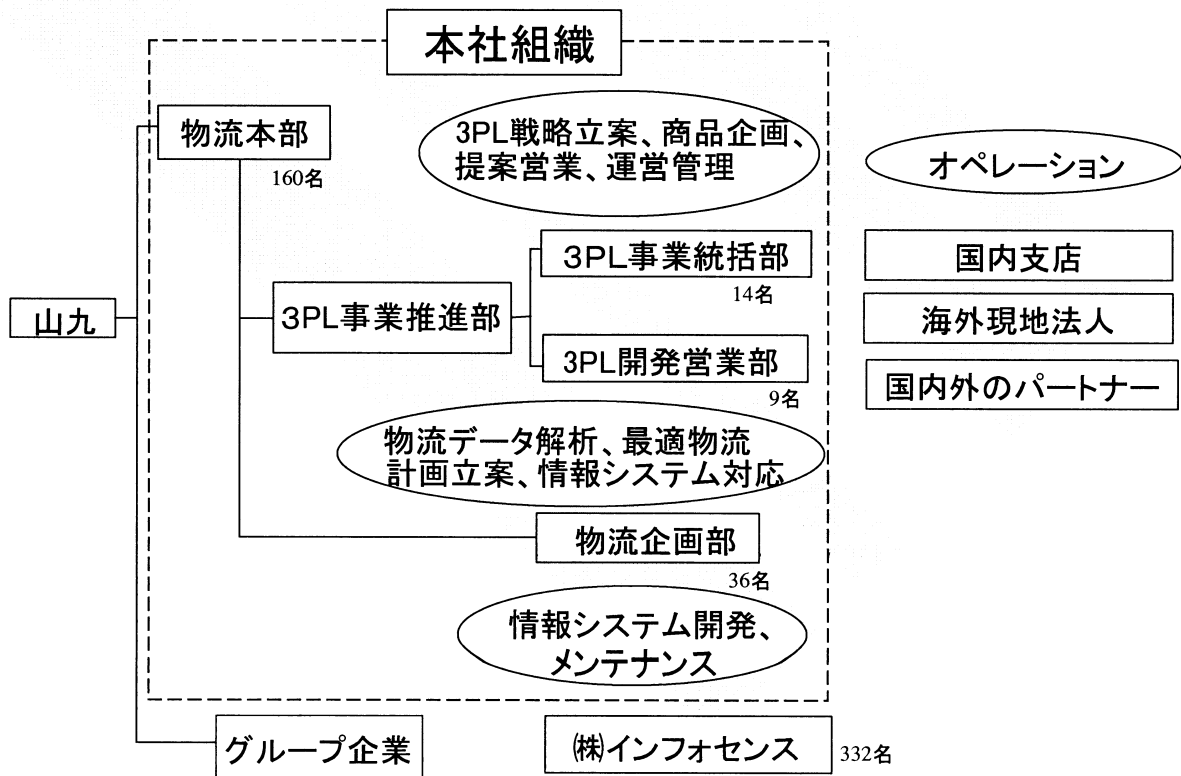 本社組織
物流本部
160名
3PL戦略立案、商品企画、
提案営業、運営管理
オペレーション
3PL事業統括部
14名
国内支店
山九
3PL事業推進部
海外現地法人
3PL開発営業部
9名
国内外のパートナー
物流データ解析、最適物流
計画立案、情報システム対応
物流企画部
36名
情報システム開発、
メンテナンス
グループ企業
㈱インフォセンス
332名